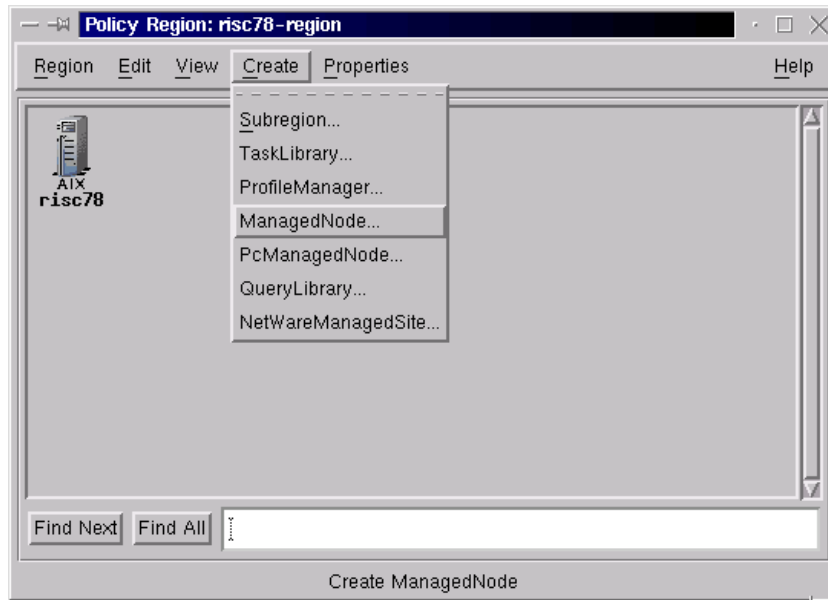 Policy Region: risc78-region
Region Edit View Create Properties Help
Subregion...
TaskLibrary...
ProfileManager...
ManagedNode...
PcManagedNode...
QueryLibrary...
NetWareManagedSite...
AIX
risc78
Find Next Find All
Create ManagedNode